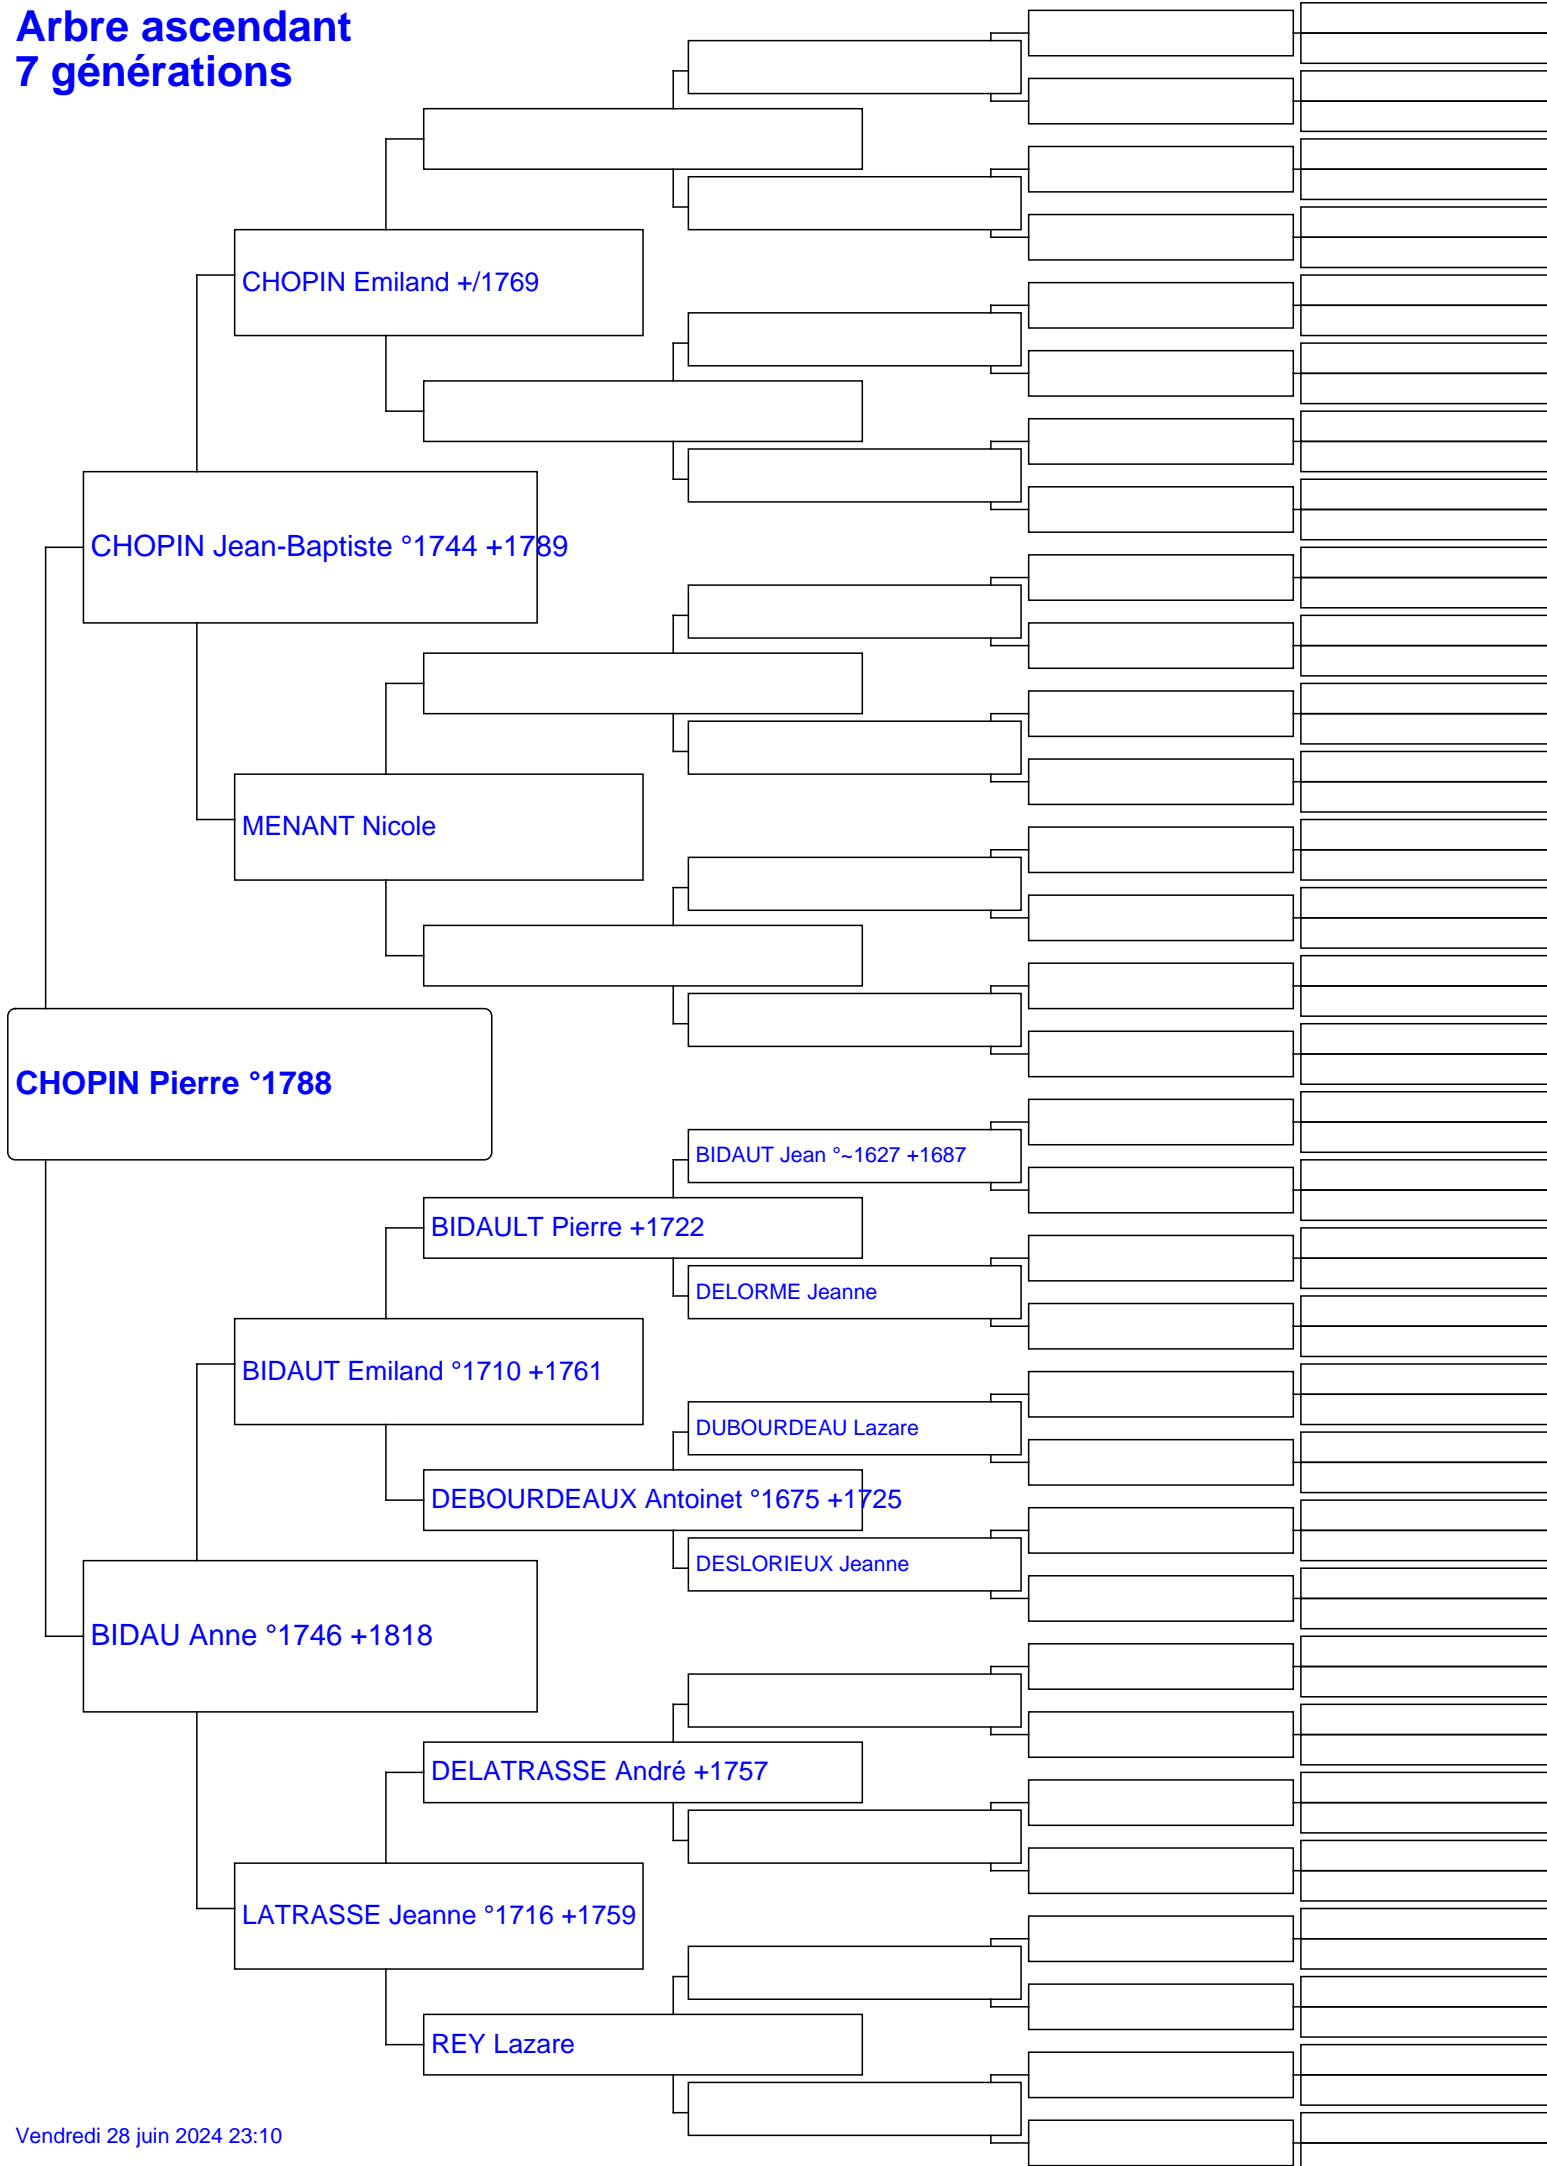 Arbre ascendant
7 générations
CHOPIN Emiland +/1769
CHOPIN Jean-Baptiste °1744 +1789
MENANT Nicole
CHOPIN Pierre °1788
BIDAUT Jean °~1627 +1687
BIDAULT Pierre +1722
DELORME Jeanne
BIDAUT Emiland °1710 +1761
DUBOURDEAU Lazare
DEBOURDEAUX Antoinet °1675 +1725
DESLORIEUX Jeanne
BIDAU Anne °1746 +1818
DELATRASSE André +1757
LATRASSE Jeanne °1716 +1759
REY Lazare
Vendredi 28 juin 2024 23:10